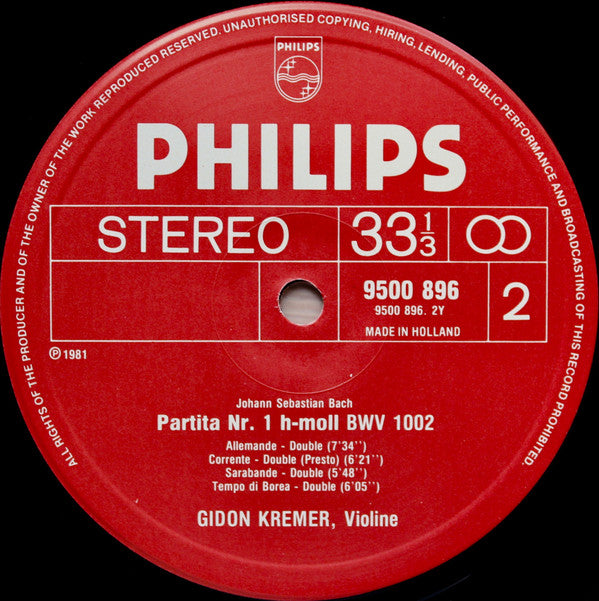 ALL RIGHTS OF THE PRODUCER AND OF THE OWNER OF THE WORK REPRODUCED RESERVED. UNAUTHORISED COPYING, HIRING, LENDING, PUBLIC PERFORMANCE AND BROADCASTING OF THIS RECORD PROHIBITED.
PHILIPS
PHILIPS
STEREO
33 1/3
9500 896
9500 896. 2Y
MADE IN HOLLAND
2
℗ 1981
Johann Sebastian Bach
Partita Nr. 1 h-moll BWV 1002
Allemande - Double (7'34'')
Corrente - Double (Presto) (6'21'')
Sarabande - Double (5'48'')
Tempo di Borea - Double (6'05'')
GIDON KREMER, Violine